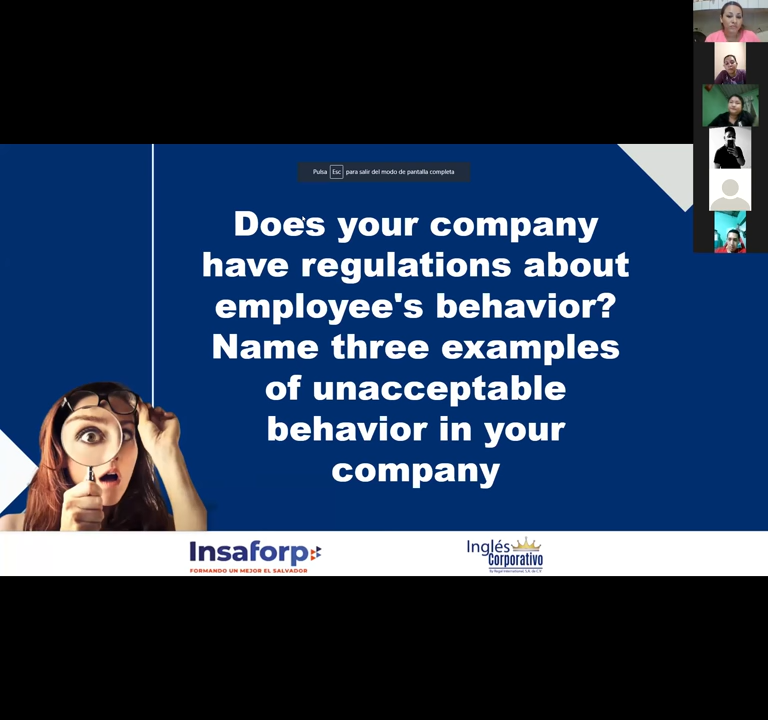 Pulsa Esc para salir del modo de pantalla completa
Does your company
have regulations about
employee's behavior?
Name three examples
of unacceptable
behavior in your
company
Insaforp
FORMANDO UN MEJOR EL SALVADOR
Inglés
Corporativo